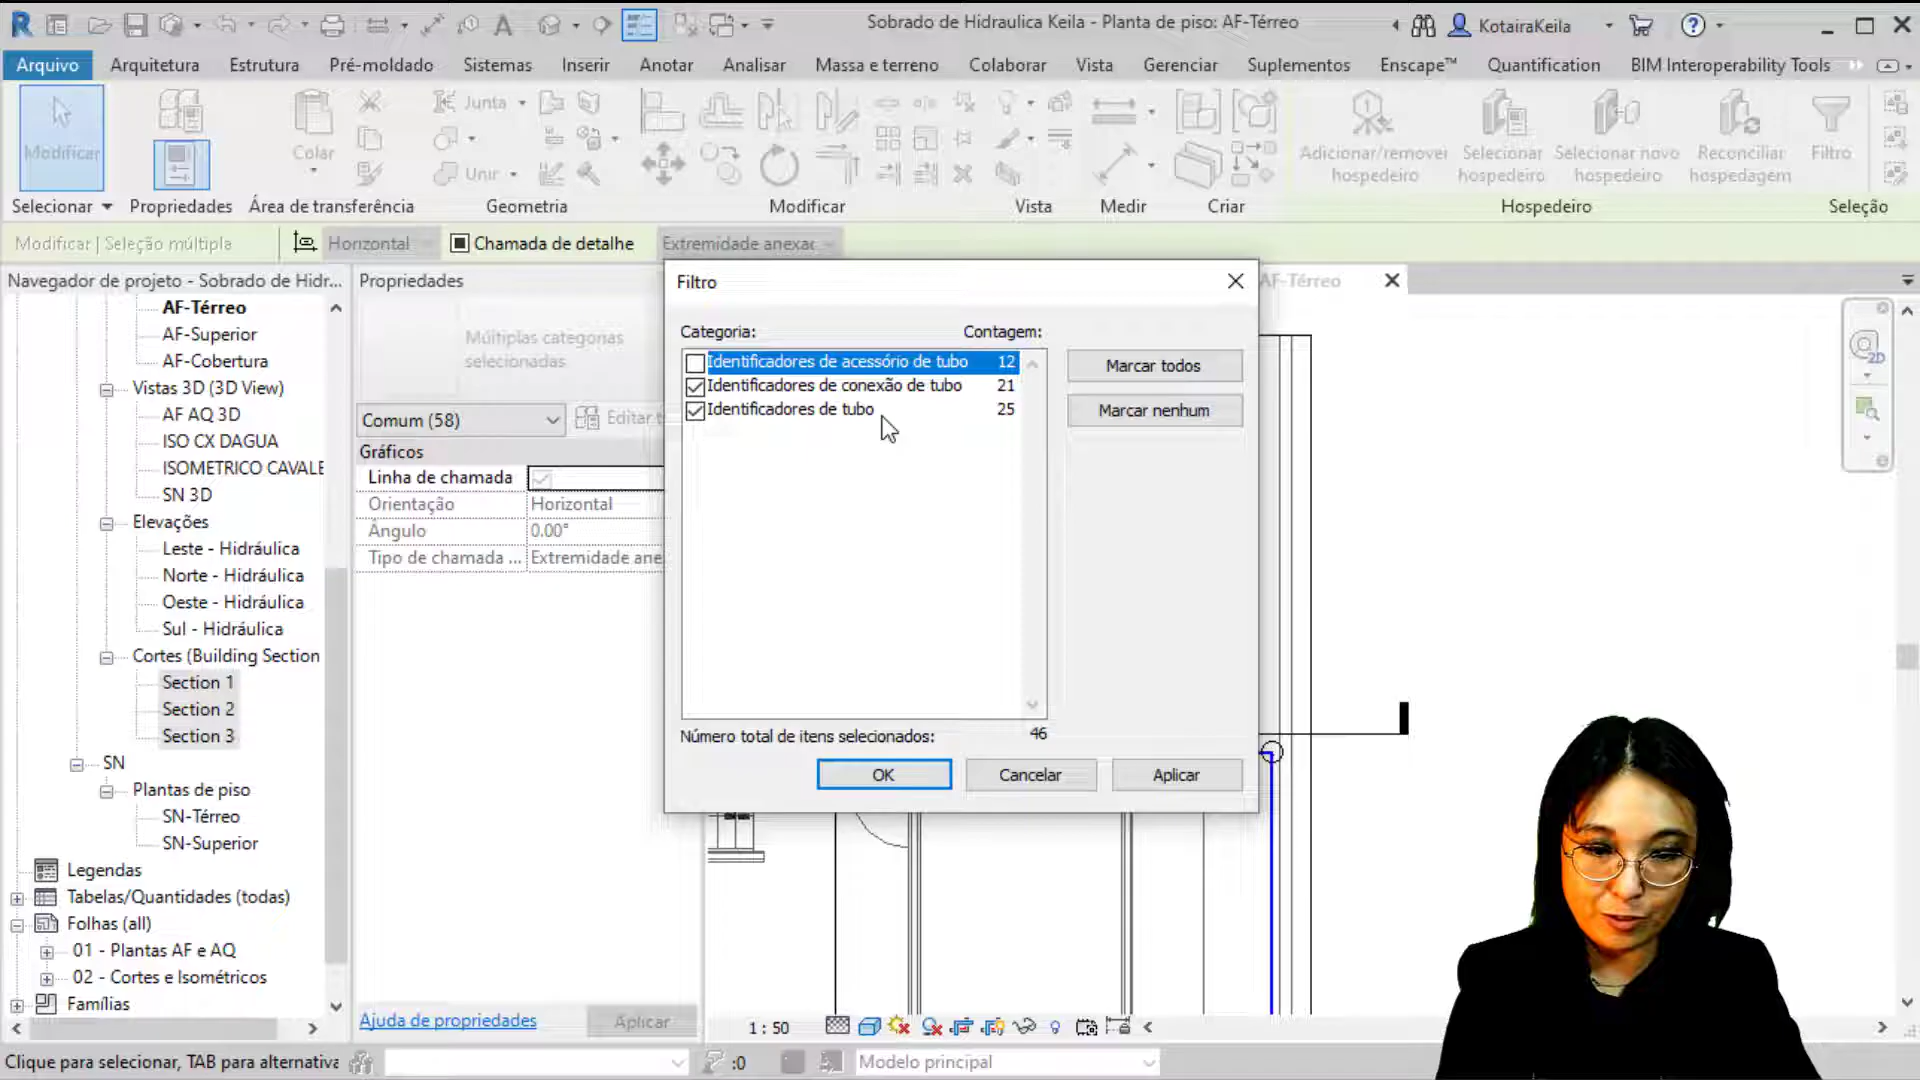 Sobrado de Hidraulica Keila - Planta de piso: AF-Térreo
KotairaKeila
Arquivo Arquitetura Estrutura Pré-moldado Sistemas Inserir Anotar Analisar Massa e terreno Colaborar Vista Gerenciar Suplementos Enscape™ Quantification BIM Interoperability Tools
Modificar
Colar
Junta
Unir
Adicionar/remover hospedeiro
Selecionar hospedeiro
Selecionar novo hospedeiro
Reconciliar hospedagem
Filtro
Selecionar Propriedades Área de transferência Geometria Modificar Vista Medir Criar Hospedeiro Seleção
Modificar | Seleção múltipla Horizontal Chamada de detalhe Extremidade anexac
Navegador de projeto - Sobrado de Hidr...
AF-Térreo
AF-Superior
AF-Cobertura
Vistas 3D (3D View)
AF AQ 3D
ISO CX DAGUA
ISOMETRICO CAVALE
SN 3D
Elevações
Leste - Hidráulica
Norte - Hidráulica
Oeste - Hidráulica
Sul - Hidráulica
Cortes (Building Section
Section 1
Section 2
Section 3
SN
Plantas de piso
SN-Térreo
SN-Superior
Legendas
Tabelas/Quantidades (todas)
Folhas (all)
01 - Plantas AF e AQ
02 - Cortes e Isométricos
Famílias
Propriedades
Múltiplas categorias
selecionadas
Comum (58) Editar t
Gráficos
Linha de chamada
Orientação Horizontal
Ângulo 0.00°
Tipo de chamada ... Extremidade ane
Ajuda de propriedades Aplicar
AF-Térreo
Filtro
Categoria: Contagem:
Identificadores de acessório de tubo 12
Identificadores de conexão de tubo 21
Identificadores de tubo 25
Marcar todos
Marcar nenhum
Número total de itens selecionados: 46
OK Cancelar Aplicar
2D
1 : 50
Clique para selecionar, TAB para alternativa :0 Modelo principal